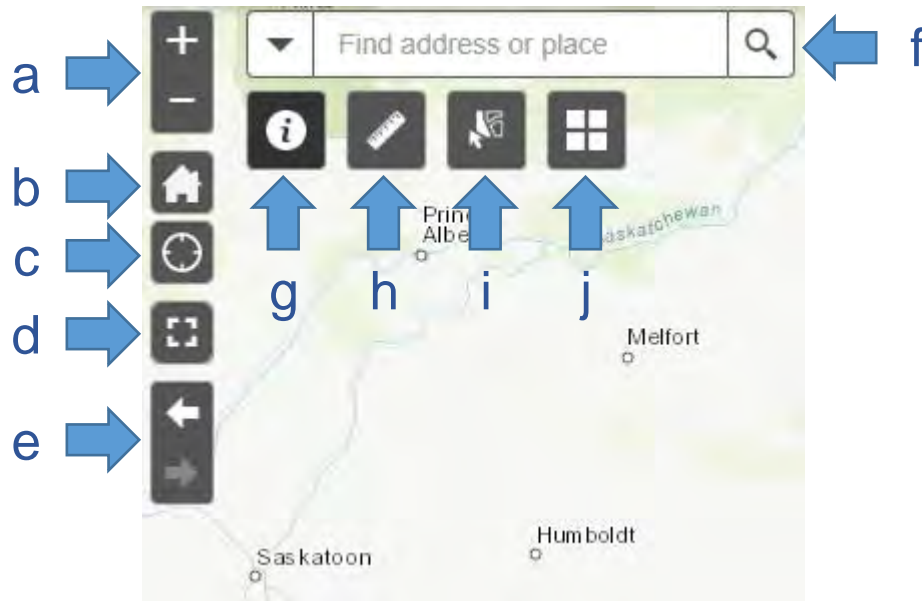 Find address or place
a
f
b
c
d
e
g
h
i
j
Saskatchewan
Melfort
Humboldt
Saskatoon